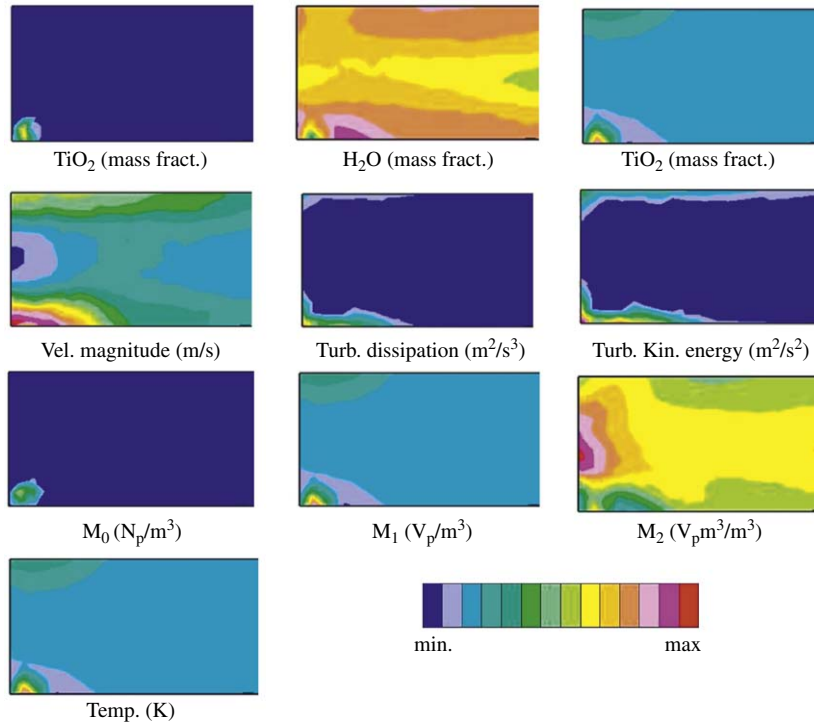 TiO₂ (mass fract.)
H₂O (mass fract.)
TiO₂ (mass fract.)
Vel. magnitude (m/s)
Turb. dissipation (m²/s³)
Turb. Kin. energy (m²/s²)
M₀ (Nₚ/m³)
M₁ (Vₚ/m³)
M₂ (Vₚm³/m³)
min.
max
Temp. (K)